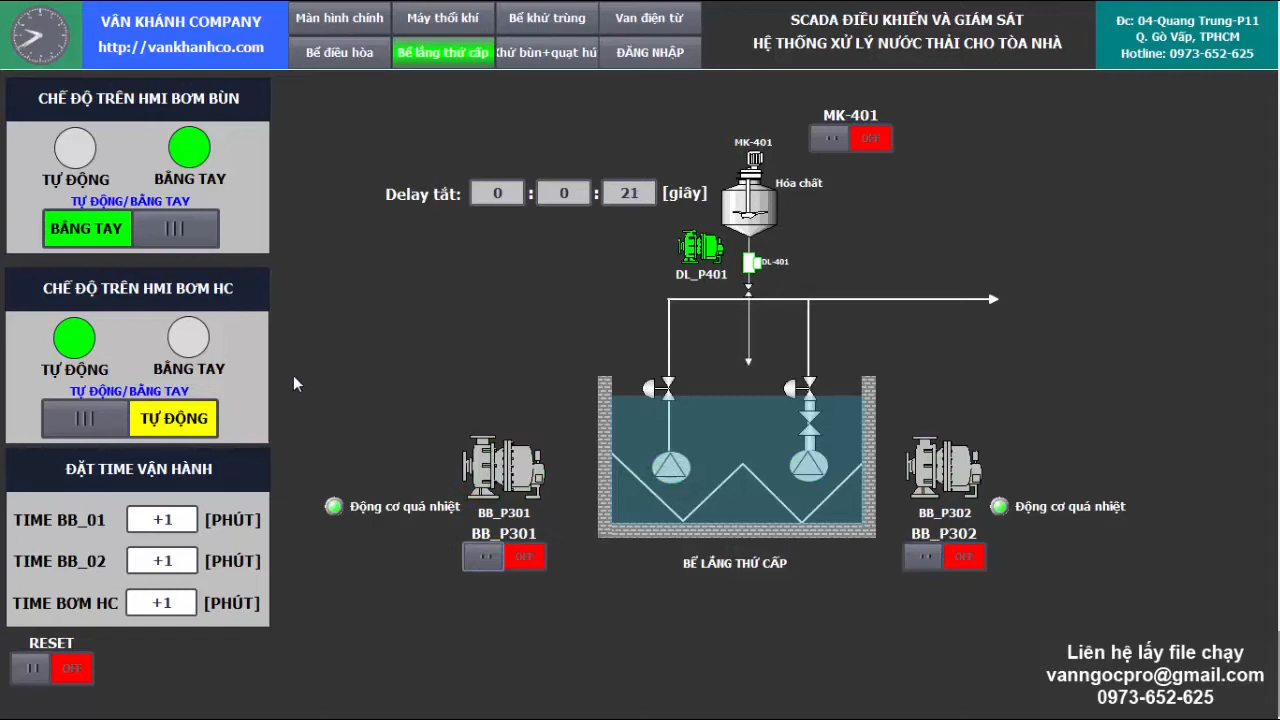 VÂN KHÁNH COMPANY
http://vankhanhco.com
Màn hình chính
Máy thổi khí
Bể khử trùng
Van điện từ
Bể điều hòa
Bể lắng thứ cấp
Khử bùn+quạt hú
ĐĂNG NHẬP
SCADA ĐIỀU KHIỂN VÀ GIÁM SÁT
HỆ THỐNG XỬ LÝ NƯỚC THẢI CHO TÒA NHÀ
Đc: 04-Quang Trung-P11
Q. Gò Vấp, TPHCM
Hotline: 0973-652-625
CHẾ ĐỘ TRÊN HMI BƠM BÙN
TỰ ĐỘNG
BẰNG TAY
TỰ ĐỘNG/BẰNG TAY
BẰNG TAY
CHẾ ĐỘ TRÊN HMI BƠM HC
TỰ ĐỘNG
BẰNG TAY
TỰ ĐỘNG/BẰNG TAY
TỰ ĐỘNG
ĐẶT TIME VẬN HÀNH
TIME BB_01 +1 [PHÚT]
TIME BB_02 +1 [PHÚT]
TIME BƠM HC +1 [PHÚT]
RESET
OFF
MK-401
OFF
MK-401
Hóa chất
Delay tắt: 0 : 0 : 21 [giây]
DL_P401
DL-401
Động cơ quá nhiệt
BB_P301
BB_P301
OFF
BỂ LẮNG THỨ CẤP
BB_P302
BB_P302
OFF
Động cơ quá nhiệt
Liên hệ lấy file chạy
vanngocpro@gmail.com
0973-652-625